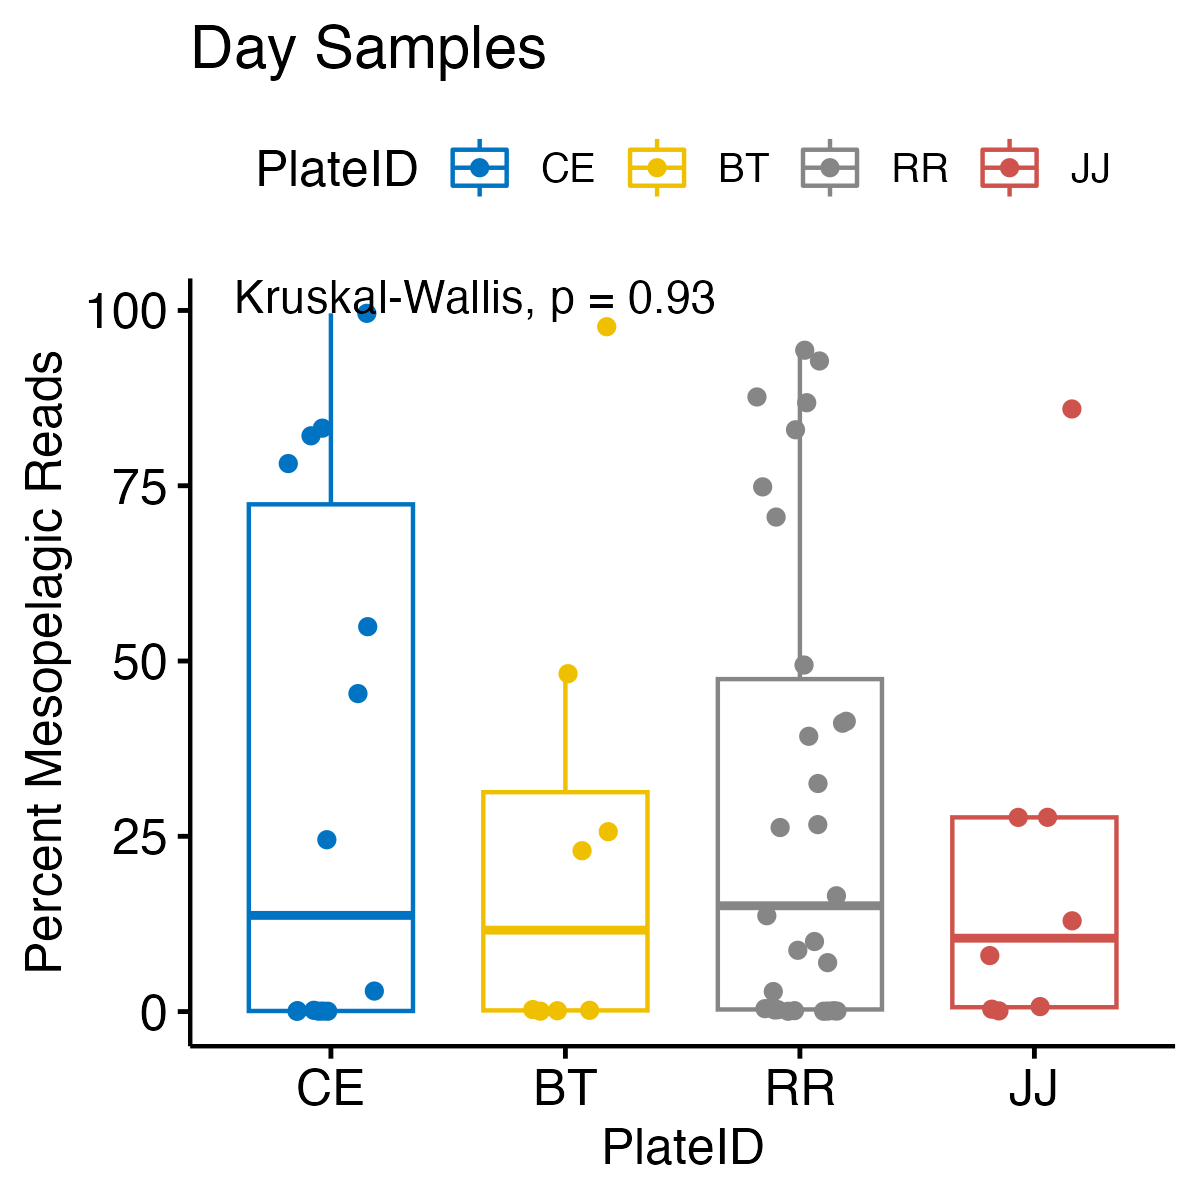 Day Samples
PlateID CE BT RR JJ
Kruskal-Wallis, p = 0.93
Percent Mesopelagic Reads
100
75
50
25
0
CE BT RR JJ
PlateID